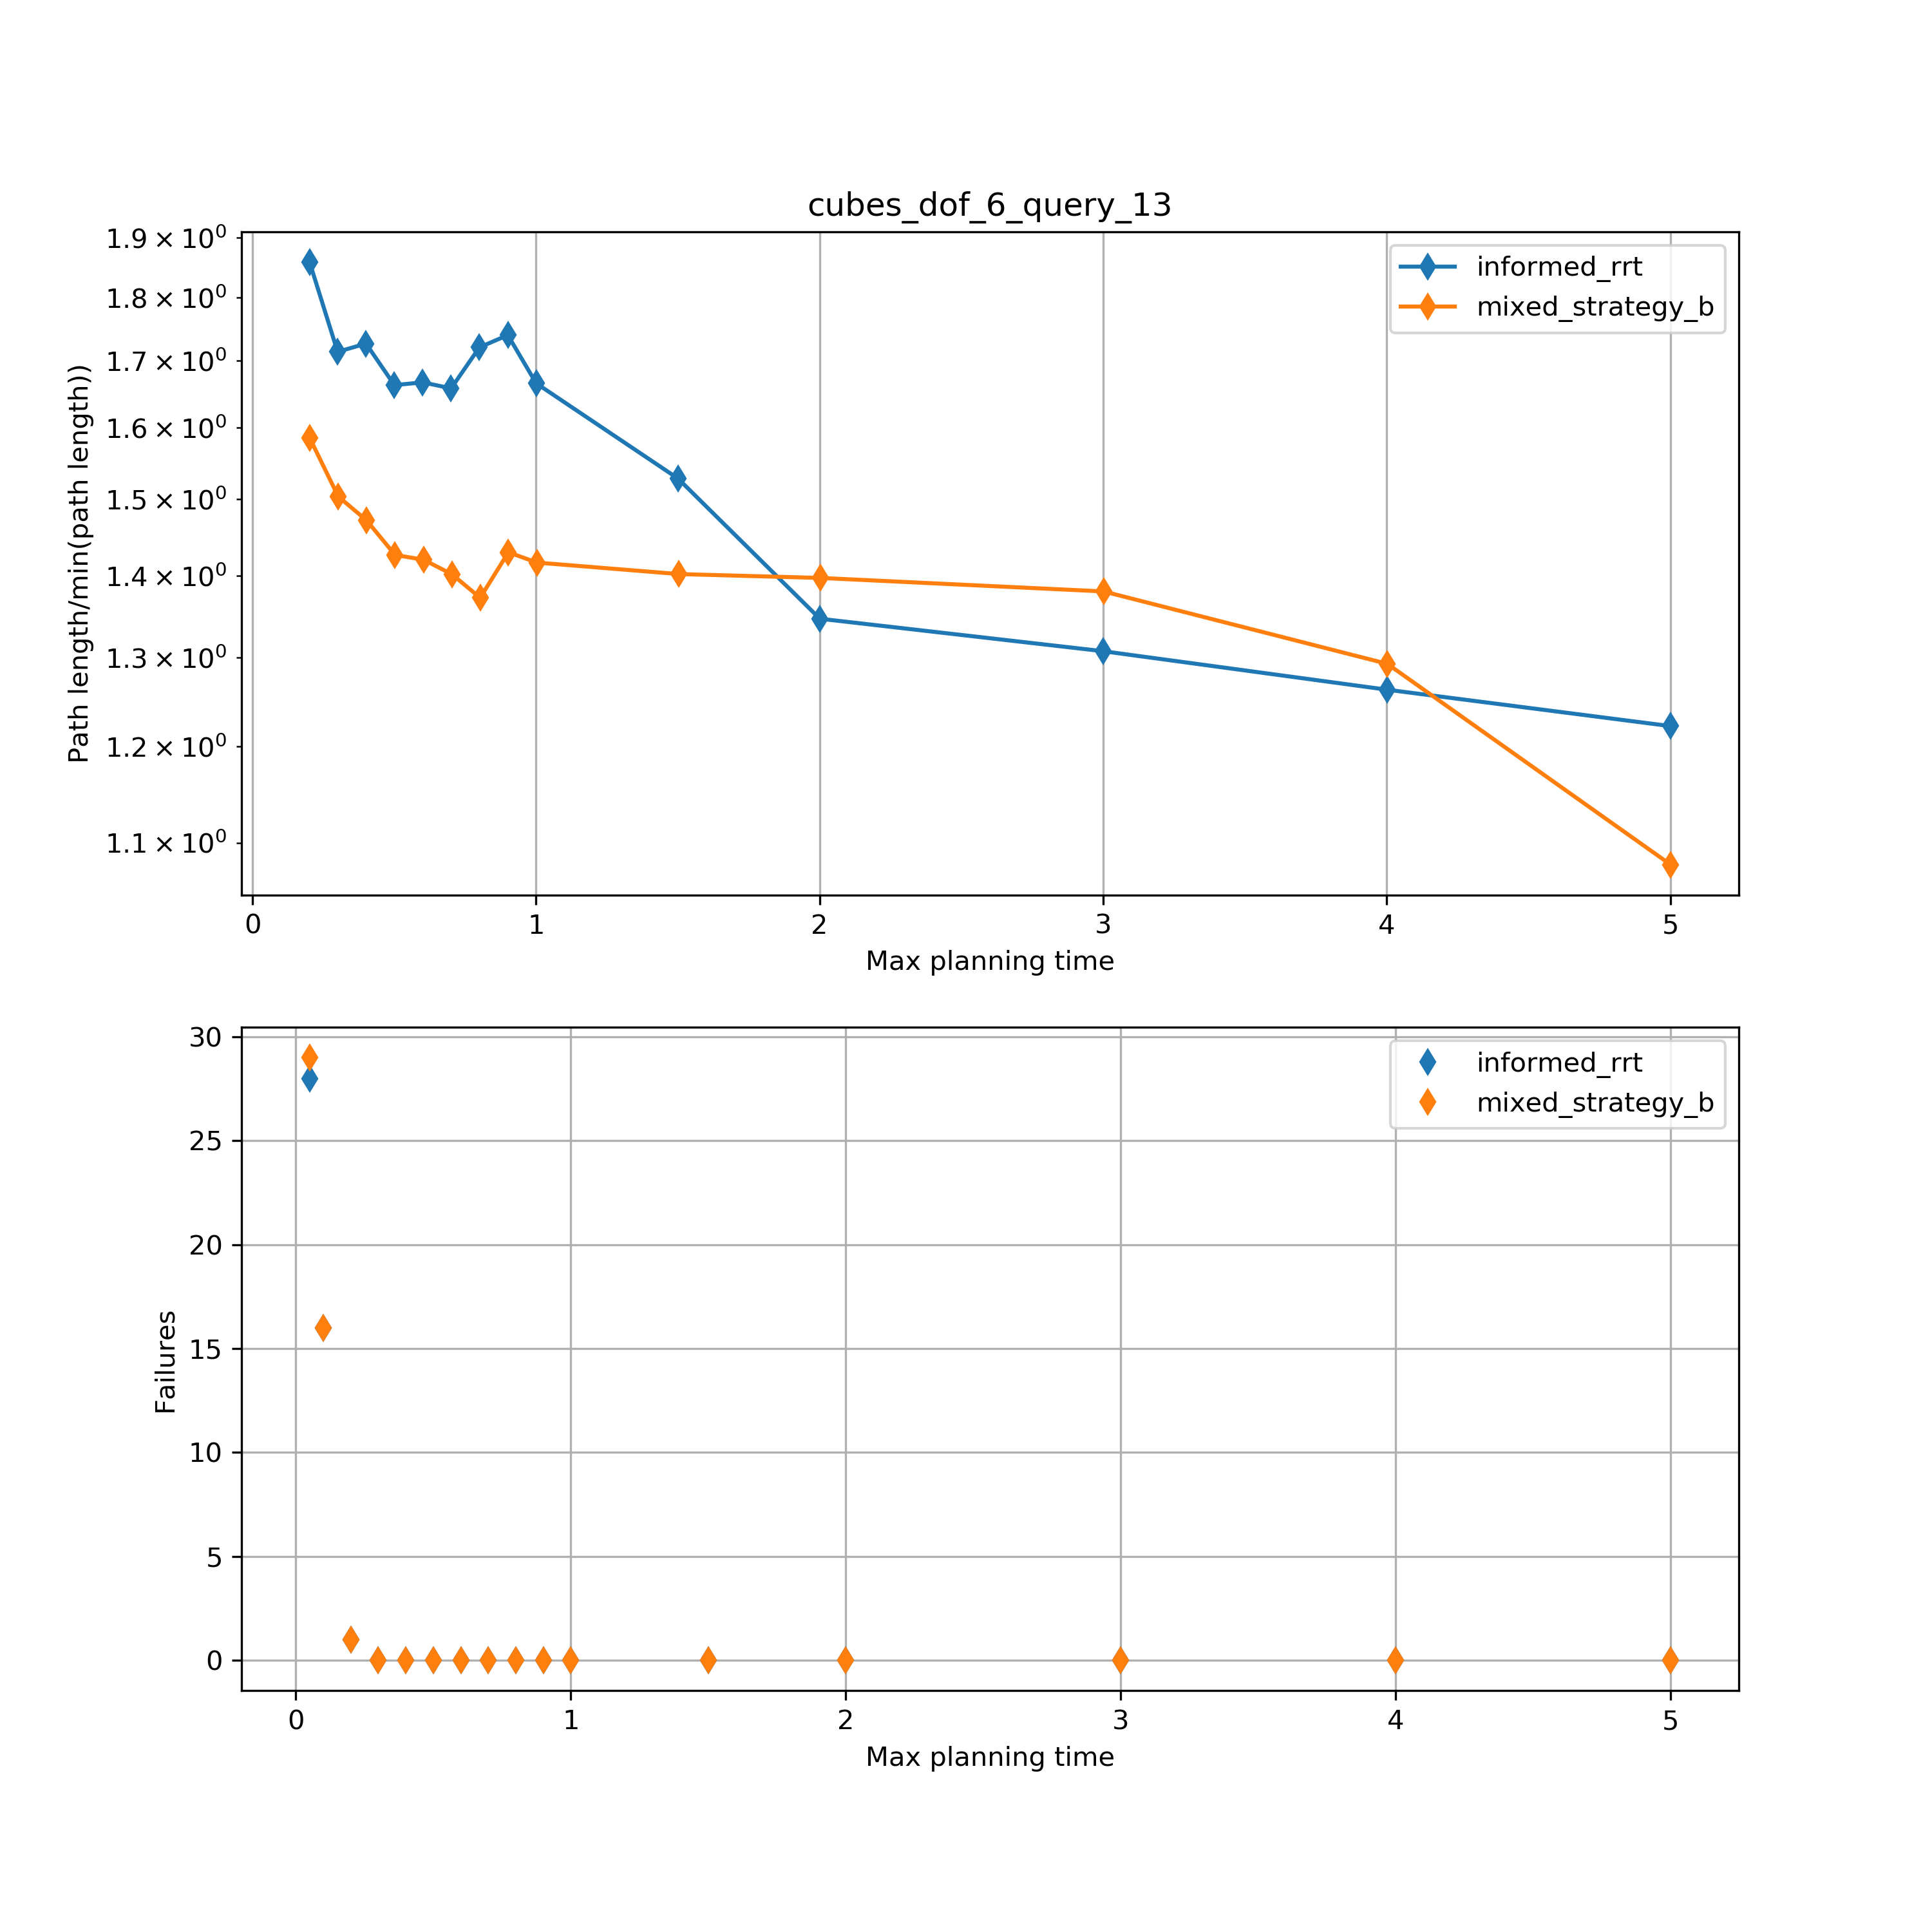 cubes_dof_6_query_13
1.9 × 10⁰
1.8 × 10⁰
1.7 × 10⁰
1.6 × 10⁰
1.5 × 10⁰
1.4 × 10⁰
1.3 × 10⁰
1.2 × 10⁰
1.1 × 10⁰
Path length/min(path length))
informed_rrt
mixed_strategy_b
0 1 2 3 4 5
Max planning time
30
25
20
15
10
5
0
Failures
informed_rrt
mixed_strategy_b
0 1 2 3 4 5
Max planning time